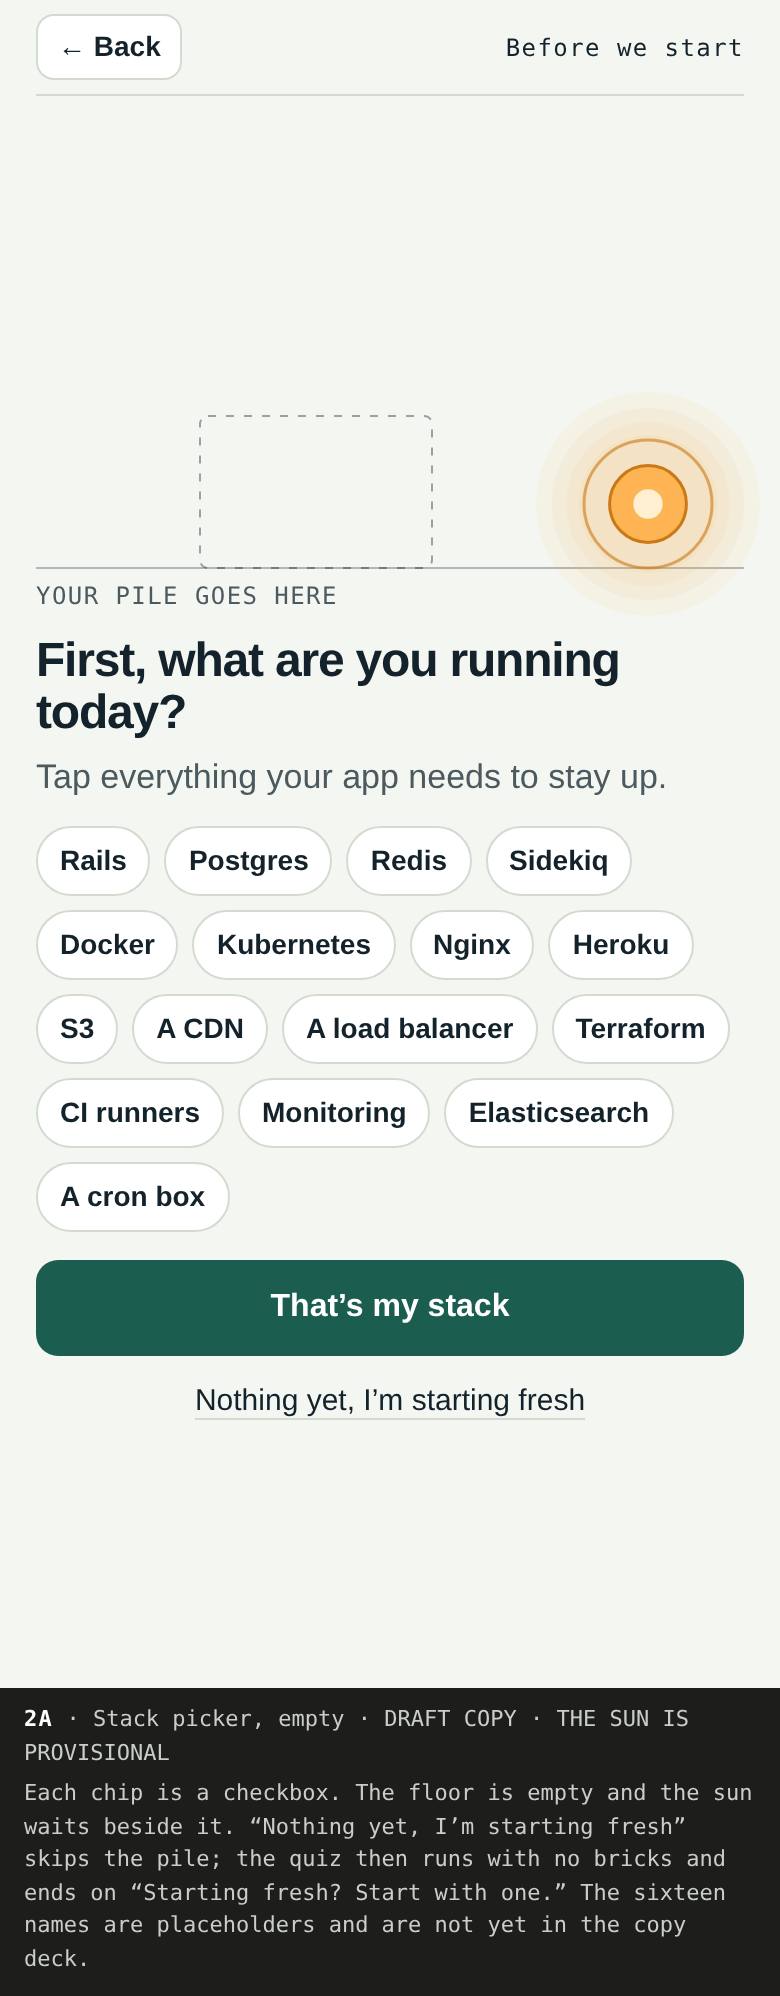 ← Back
Before we start
YOUR PILE GOES HERE
First, what are you running
today?
Tap everything your app needs to stay up.
Rails Postgres Redis Sidekiq
Docker Kubernetes Nginx Heroku
S3 A CDN A load balancer Terraform
CI runners Monitoring Elasticsearch
A cron box
That’s my stack
Nothing yet, I’m starting fresh
2A · Stack picker, empty · DRAFT COPY · THE SUN IS
PROVISIONAL
Each chip is a checkbox. The floor is empty and the sun
waits beside it. “Nothing yet, I’m starting fresh”
skips the pile; the quiz then runs with no bricks and
ends on “Starting fresh? Start with one.” The sixteen
names are placeholders and are not yet in the copy
deck.